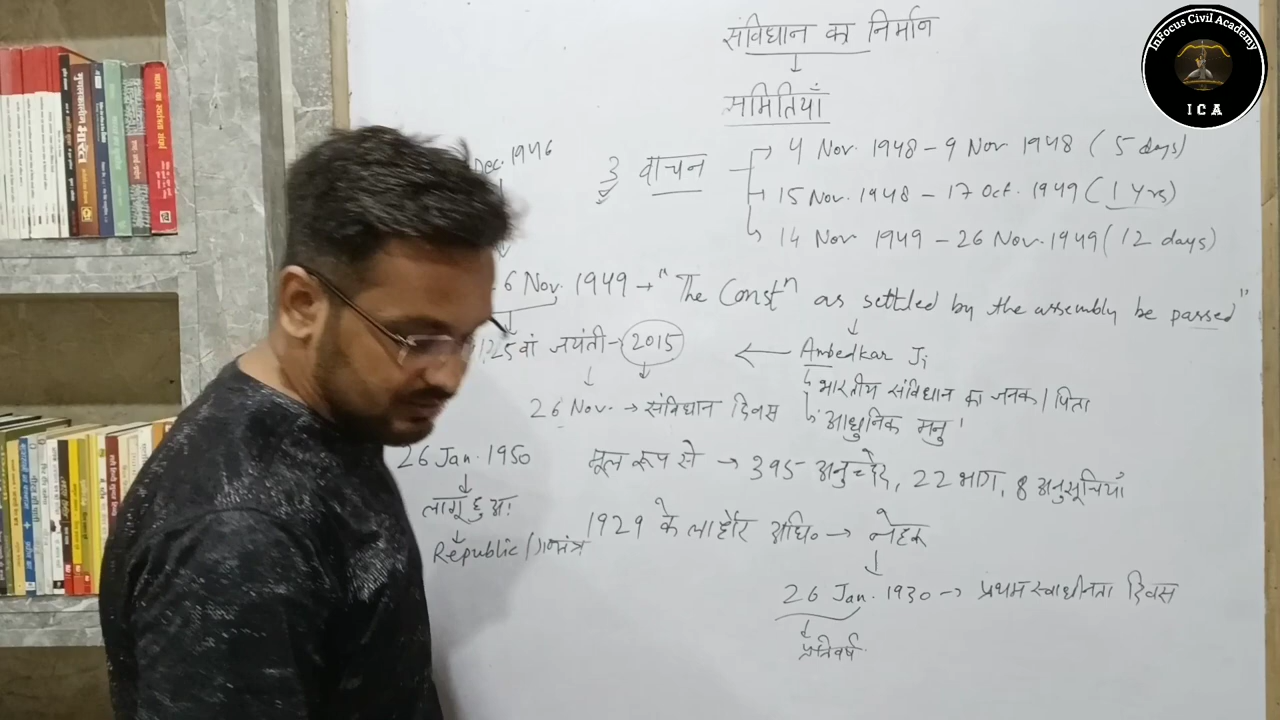 InFocus Civil Academy
ICA
संविधान का निर्माण
↓
समितियाँ
Dec. 1946
3 वाचन
4 Nov. 1948 - 9 Nov 1948 (5 days)
15 Nov. 1948 - 17 Oct. 1949 (1 Yrs)
14 Nov 1949 - 26 Nov. 1949 (12 days)
6 Nov. 1949 → "The Constⁿ as settled by the assembly be passed"
125वां जयंती - 2015 ← Ambedkar Ji
↳ भारतीय संविधान का जनक / पिता
↳ आधुनिक मनु'
26 Nov. → संविधान दिवस
26 Jan. 1950
↓
लागू हुआ
↓
Republic / गणतंत्र
मूल रूप से → 395 अनुच्छेद, 22 भाग, 8 अनुसूचियाँ
1929 के लाहौर अधि० → नेहरू
↓
26 Jan. 1930 → प्रथम स्वाधीनता दिवस
↓
प्रतिवर्ष